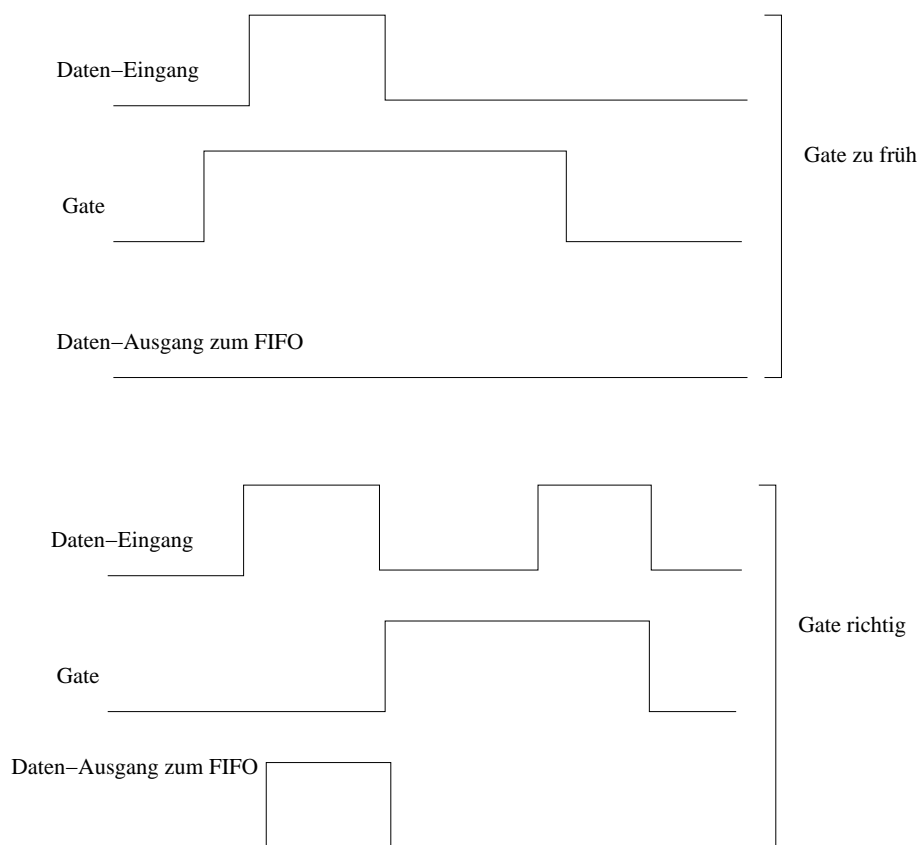 Daten−Eingang
Gate zu früh
Gate
Daten−Ausgang zum FIFO
Daten−Eingang
Gate richtig
Gate
Daten−Ausgang zum FIFO